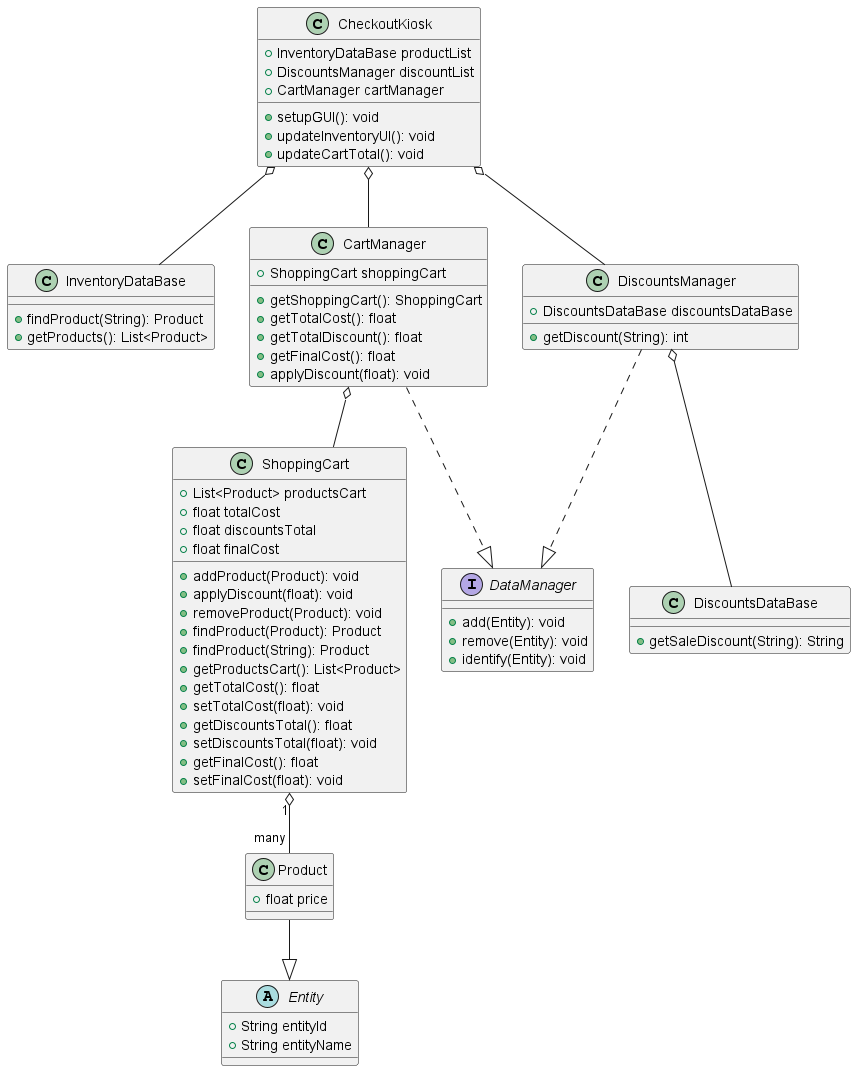 C CheckoutKiosk
InventoryDataBase productList
DiscountsManager discountList
CartManager cartManager
setupGUI(): void
updateInventoryUI(): void
updateCartTotal(): void
C InventoryDataBase
findProduct(String): Product
getProducts(): List<Product>
C CartManager
ShoppingCart shoppingCart
getShoppingCart(): ShoppingCart
getTotalCost(): float
getTotalDiscount(): float
getFinalCost(): float
applyDiscount(float): void
C DiscountsManager
DiscountsDataBase discountsDataBase
getDiscount(String): int
C ShoppingCart
List<Product> productsCart
float totalCost
float discountsTotal
float finalCost
addProduct(Product): void
applyDiscount(float): void
removeProduct(Product): void
findProduct(Product): Product
findProduct(String): Product
getProductsCart(): List<Product>
getTotalCost(): float
setTotalCost(float): void
getDiscountsTotal(): float
setDiscountsTotal(float): void
getFinalCost(): float
setFinalCost(float): void
I DataManager
add(Entity): void
remove(Entity): void
identify(Entity): void
C DiscountsDataBase
getSaleDiscount(String): String
1
many
C Product
float price
A Entity
String entityId
String entityName